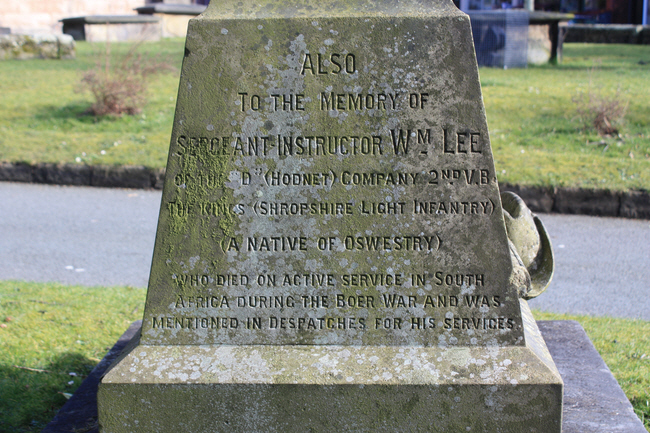 ALSO
TO THE MEMORY OF
SERGEANT-INSTRUCTOR WM LEE
OF THE "D" (HODNET) COMPANY 2ND V.B.
THE KING'S (SHROPSHIRE LIGHT INFANTRY)
(A NATIVE OF OSWESTRY)
WHO DIED ON ACTIVE SERVICE IN SOUTH
AFRICA DURING THE BOER WAR AND WAS
MENTIONED IN DESPATCHES FOR HIS SERVICES.